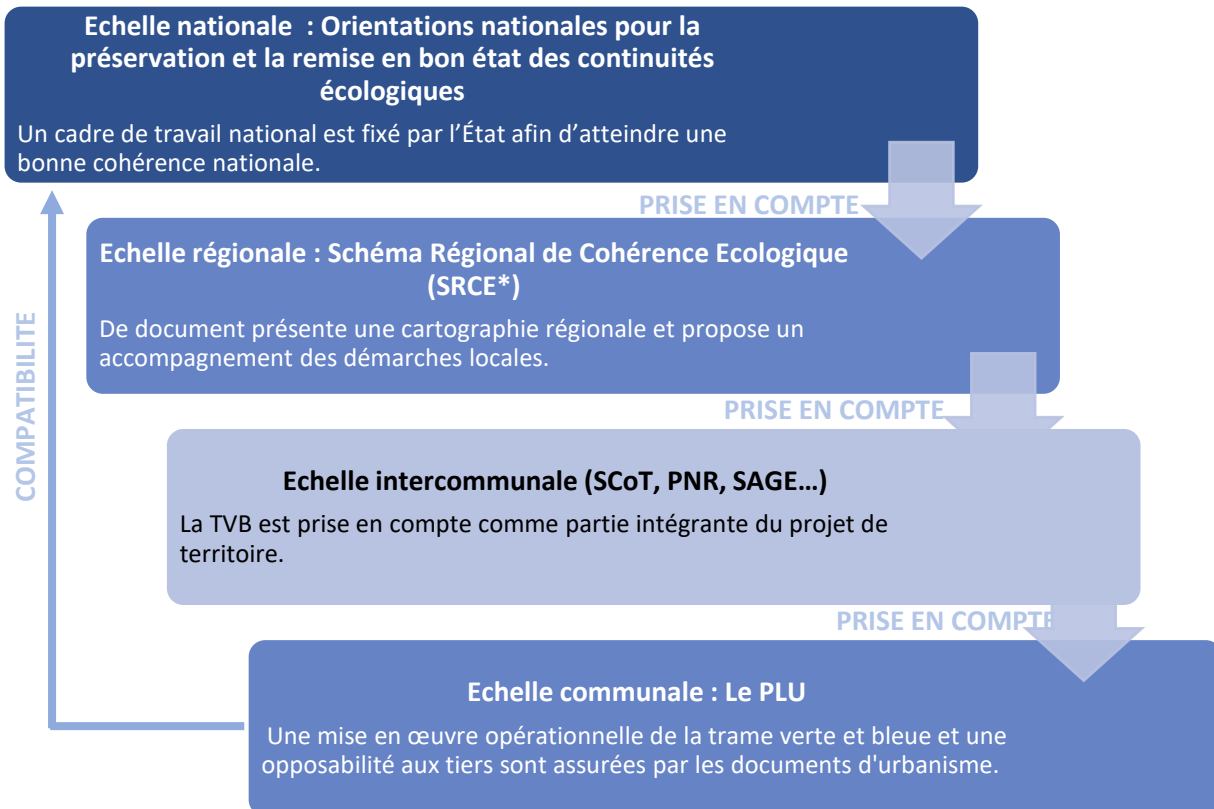 Echelle nationale : Orientations nationales pour la
préservation et la remise en bon état des continuités
écologiques
Un cadre de travail national est fixé par l’État afin d’atteindre une
bonne cohérence nationale.
PRISE EN COMPTE
Echelle régionale : Schéma Régional de Cohérence Ecologique
(SRCE*)
De document présente une cartographie régionale et propose un
accompagnement des démarches locales.
COMPATIBILITE
PRISE EN COMPTE
Echelle intercommunale (SCoT, PNR, SAGE…)
La TVB est prise en compte comme partie intégrante du projet de
territoire.
PRISE EN COMPTE
Echelle communale : Le PLU
Une mise en œuvre opérationnelle de la trame verte et bleue et une
opposabilité aux tiers sont assurées par les documents d'urbanisme.